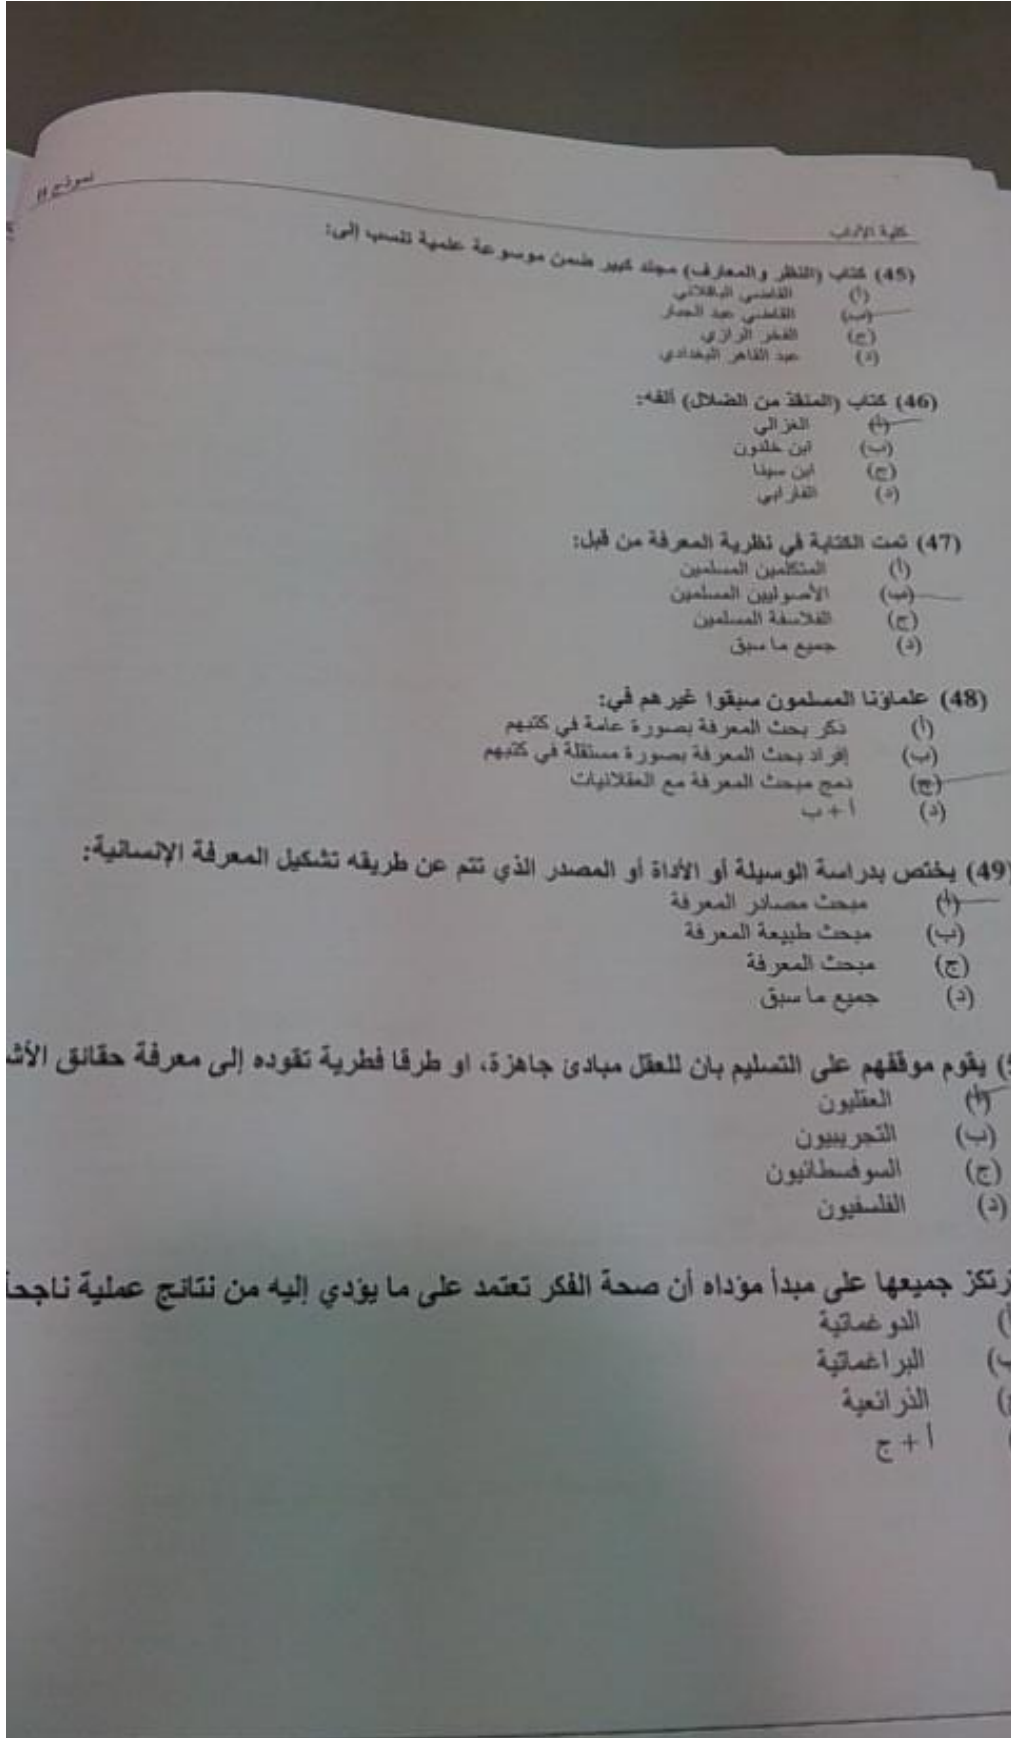 نموذج
كلية الآداب
(45) كتاب (النظر والمعارف) مجلد كبير ضمن موسوعة علمية تنسب إلى:
(أ) القاضي الباقلاني
(ب) القاضي عبد الجبار
(ج) الفخر الرازي
(د) عبد القاهر البغدادي
(46) كتاب (المنقذ من الضلال) ألفه:
(أ) الغزالي
(ب) ابن خلدون
(ج) ابن سينا
(د) الفارابي
(47) تمت الكتابة في نظرية المعرفة من قبل:
(أ) المتكلمين المسلمين
(ب) الأصوليين المسلمين
(ج) الفلاسفة المسلمين
(د) جميع ما سبق
(48) علماؤنا المسلمون سبقوا غيرهم في:
(أ) ذكر بحث المعرفة بصورة عامة في كتبهم
(ب) إفراد بحث المعرفة بصورة مستقلة في كتبهم
(ج) دمج مبحث المعرفة مع العقلانيات
(د) أ + ب
(49) يختص بدراسة الوسيلة أو الأداة أو المصدر الذي تتم عن طريقه تشكيل المعرفة الإنسانية:
(أ) مبحث مصادر المعرفة
(ب) مبحث طبيعة المعرفة
(ج) مبحث المعرفة
(د) جميع ما سبق
) يقوم موقفهم على التسليم بان للعقل مبادئ جاهزة، او طرقا فطرية تقوده إلى معرفة حقائق الأش
(أ) العقليون
(ب) التجريبيون
(ج) السوفسطائيون
(د) الفلسفيون
رتكز جميعها على مبدأ مؤداه أن صحة الفكر تعتمد على ما يؤدي إليه من نتائج عملية ناجحة
أ) الدوغماتية
ب) البراغماتية
ج) الذرائعية
أ + ج